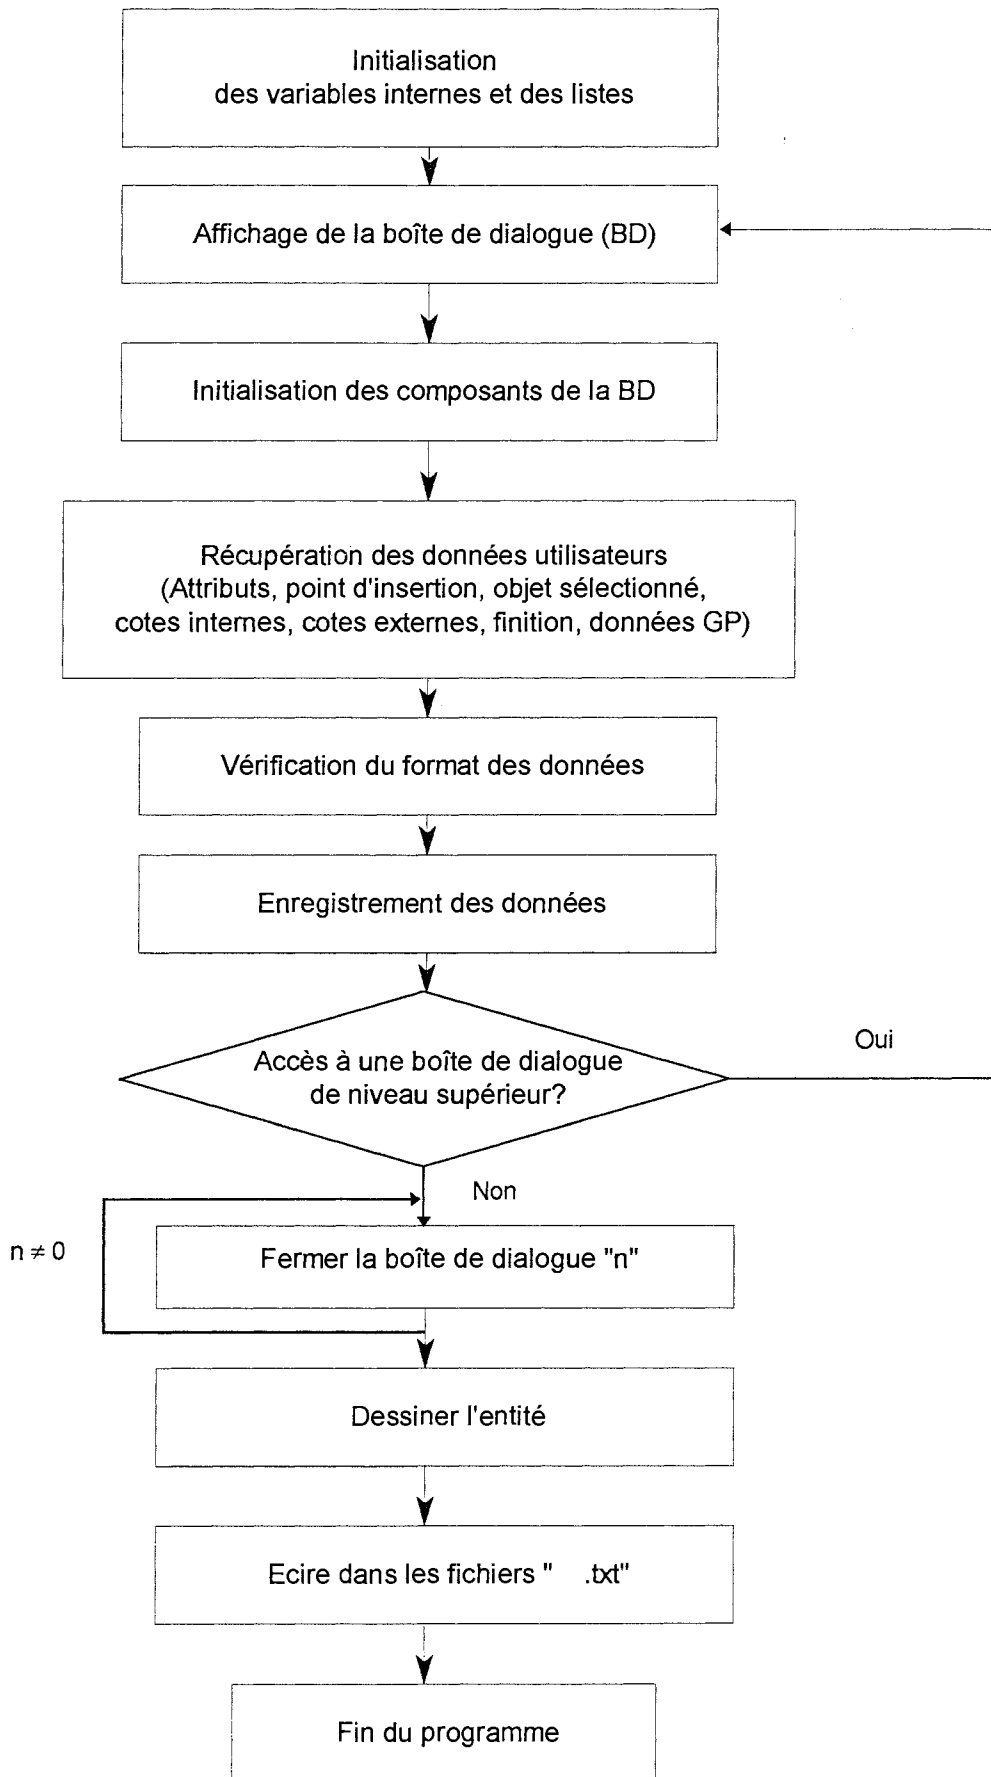 Initialisation
des variables internes et des listes
Affichage de la boîte de dialogue (BD)
Initialisation des composants de la BD
Récupération des données utilisateurs
(Attributs, point d'insertion, objet sélectionné,
cotes internes, cotes externes, finition, données GP)
Vérification du format des données
Enregistrement des données
Accès à une boîte de dialogue
de niveau supérieur?
Oui
Non
n ≠ 0
Fermer la boîte de dialogue "n"
Dessiner l'entité
Ecire dans les fichiers " .txt"
Fin du programme